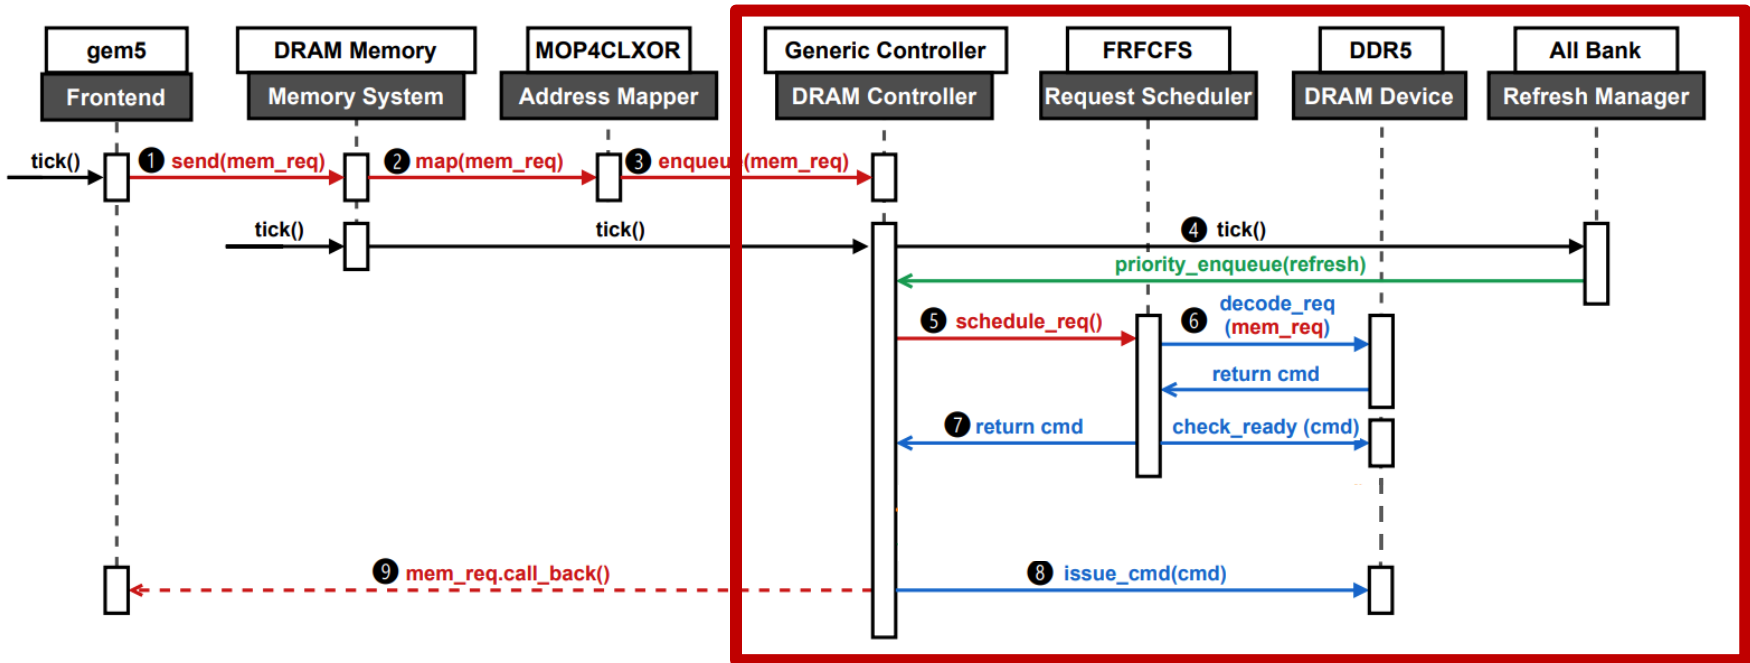 gem5
Frontend
DRAM Memory
Memory System
MOP4CLXOR
Address Mapper
Generic Controller
DRAM Controller
FRFCFS
Request Scheduler
DDR5
DRAM Device
All Bank
Refresh Manager
tick()
1 send(mem_req)
2 map(mem_req)
3 enqueue(mem_req)
tick()
tick()
4 tick()
priority_enqueue(refresh)
5 schedule_req()
6 decode_req
(mem_req)
return cmd
7 return cmd
check_ready (cmd)
9 mem_req.call_back()
8 issue_cmd(cmd)